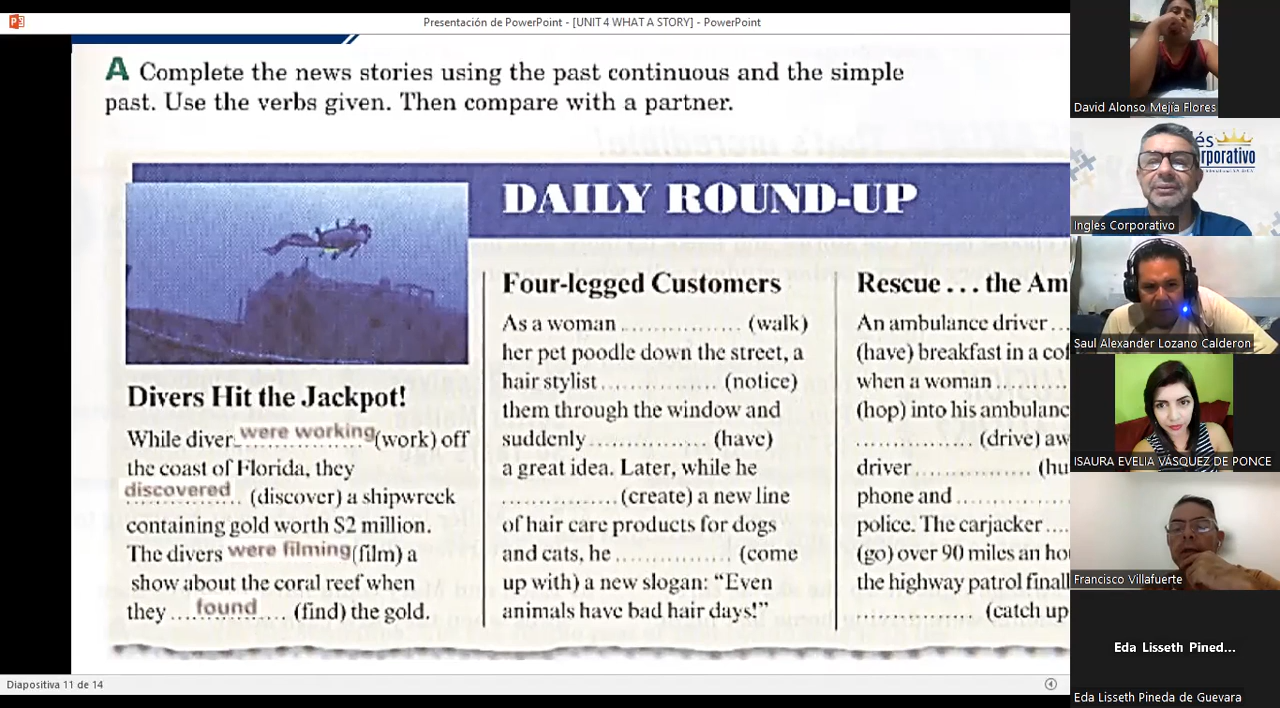 Presentación de PowerPoint - [UNIT 4 WHAT A STORY] - PowerPoint
A Complete the news stories using the past continuous and the simple
past. Use the verbs given. Then compare with a partner.
DAILY ROUND-UP
Divers Hit the Jackpot!
While diver were working (work) off
the coast of Florida, they
discovered (discover) a shipwreck
containing gold worth $2 million.
The divers were filming (film) a
show about the coral reef when
they ... found (find) the gold.
Four-legged Customers
As a woman ............... (walk)
her pet poodle down the street, a
hair stylist ............... (notice)
them through the window and
suddenly ............... (have)
a great idea. Later, while he
............... (create) a new line
of hair care products for dogs
and cats, he ............... (come
up with) a new slogan: “Even
animals have bad hair days!”
Rescue . . . the Am
An ambulance driver ...
(have) breakfast in a cof
when a woman ..........
(hop) into his ambulanc
............... (drive) aw
driver ............... (hu
phone and ...............
police. The carjacker ....
(go) over 90 miles an ho
the highway patrol finall
............... (catch up
Diapositiva 11 de 14
David Alonso Mejía Flores
és
rporativo
Ingles Corporativo
Saul Alexander Lozano Calderon
ISAURA EVELIA VÁSQUEZ DE PONCE
Francisco Villafuerte
Eda Lisseth Pined...
Eda Lisseth Pineda de Guevara